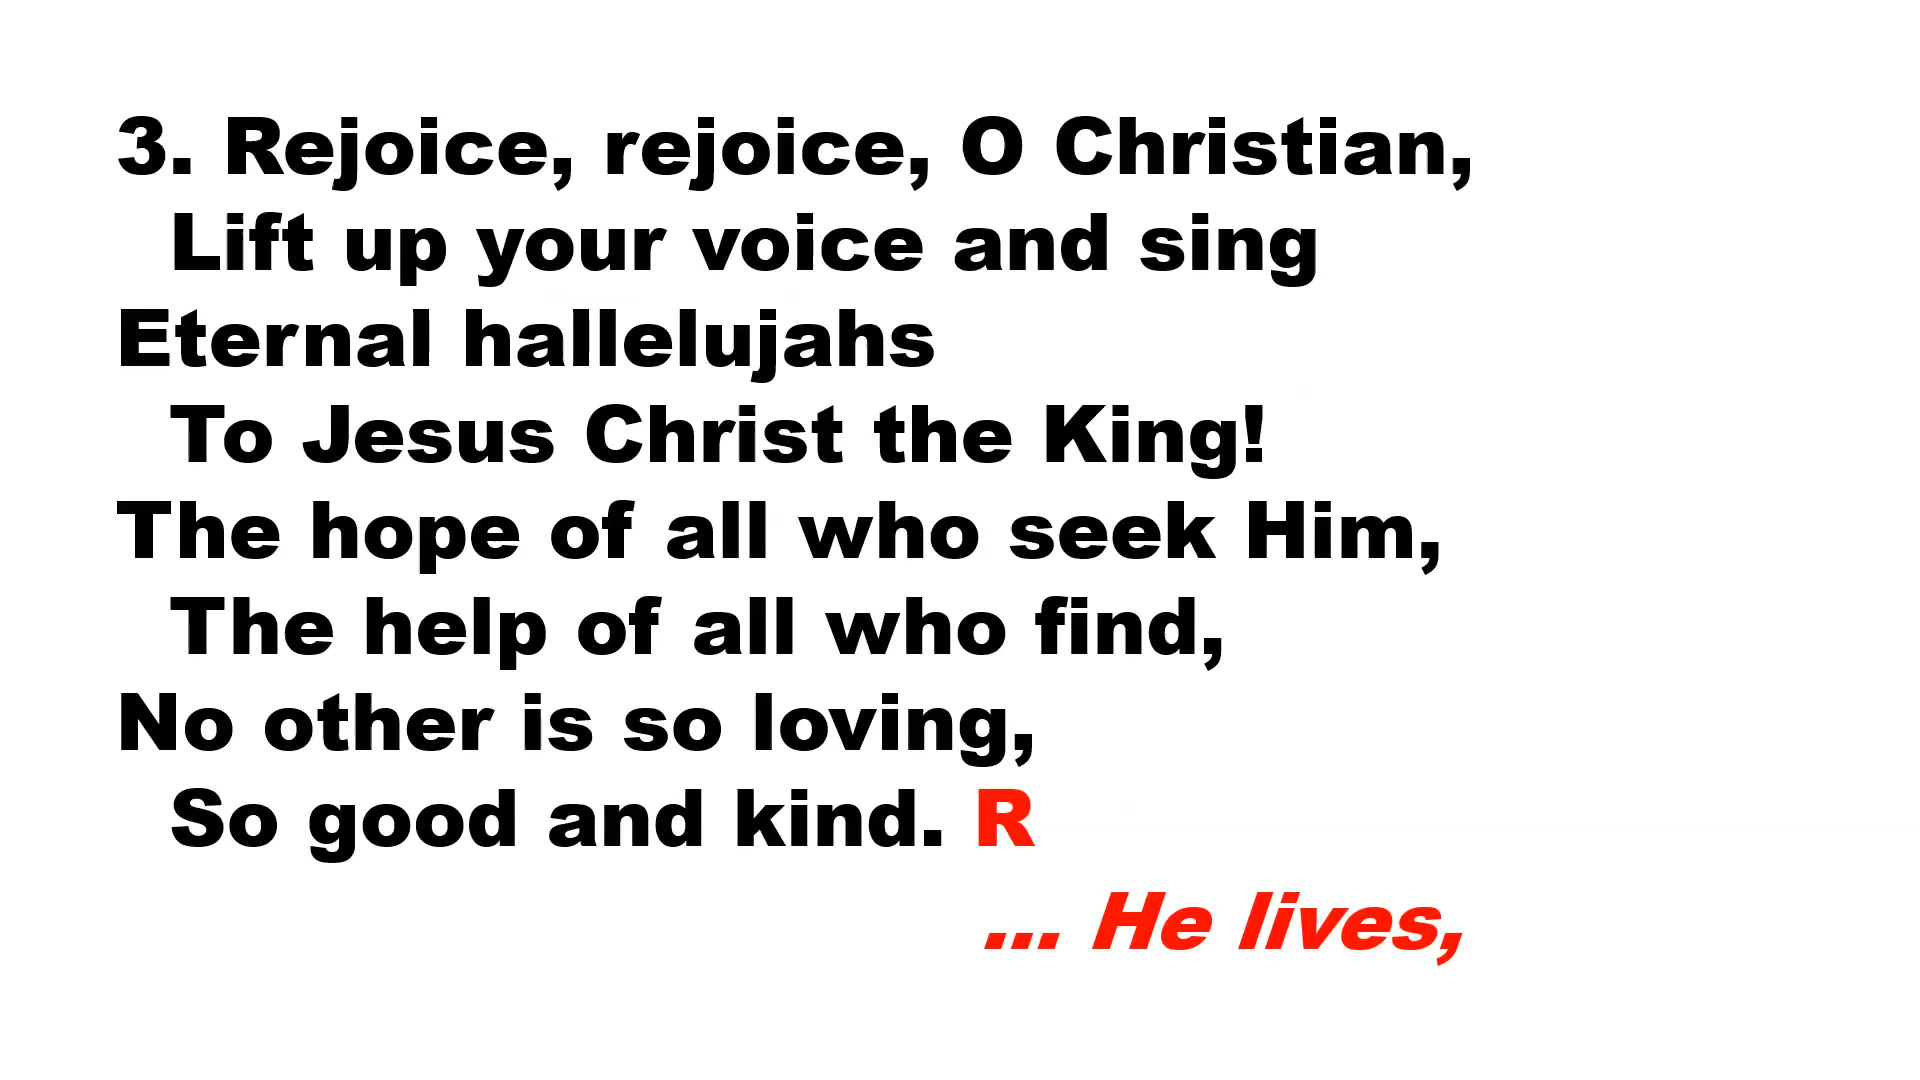 3. Rejoice, rejoice, O Christian,
Lift up your voice and sing
Eternal hallelujahs
To Jesus Christ the King!
The hope of all who seek Him,
The help of all who find,
No other is so loving,
So good and kind. R
... He lives,